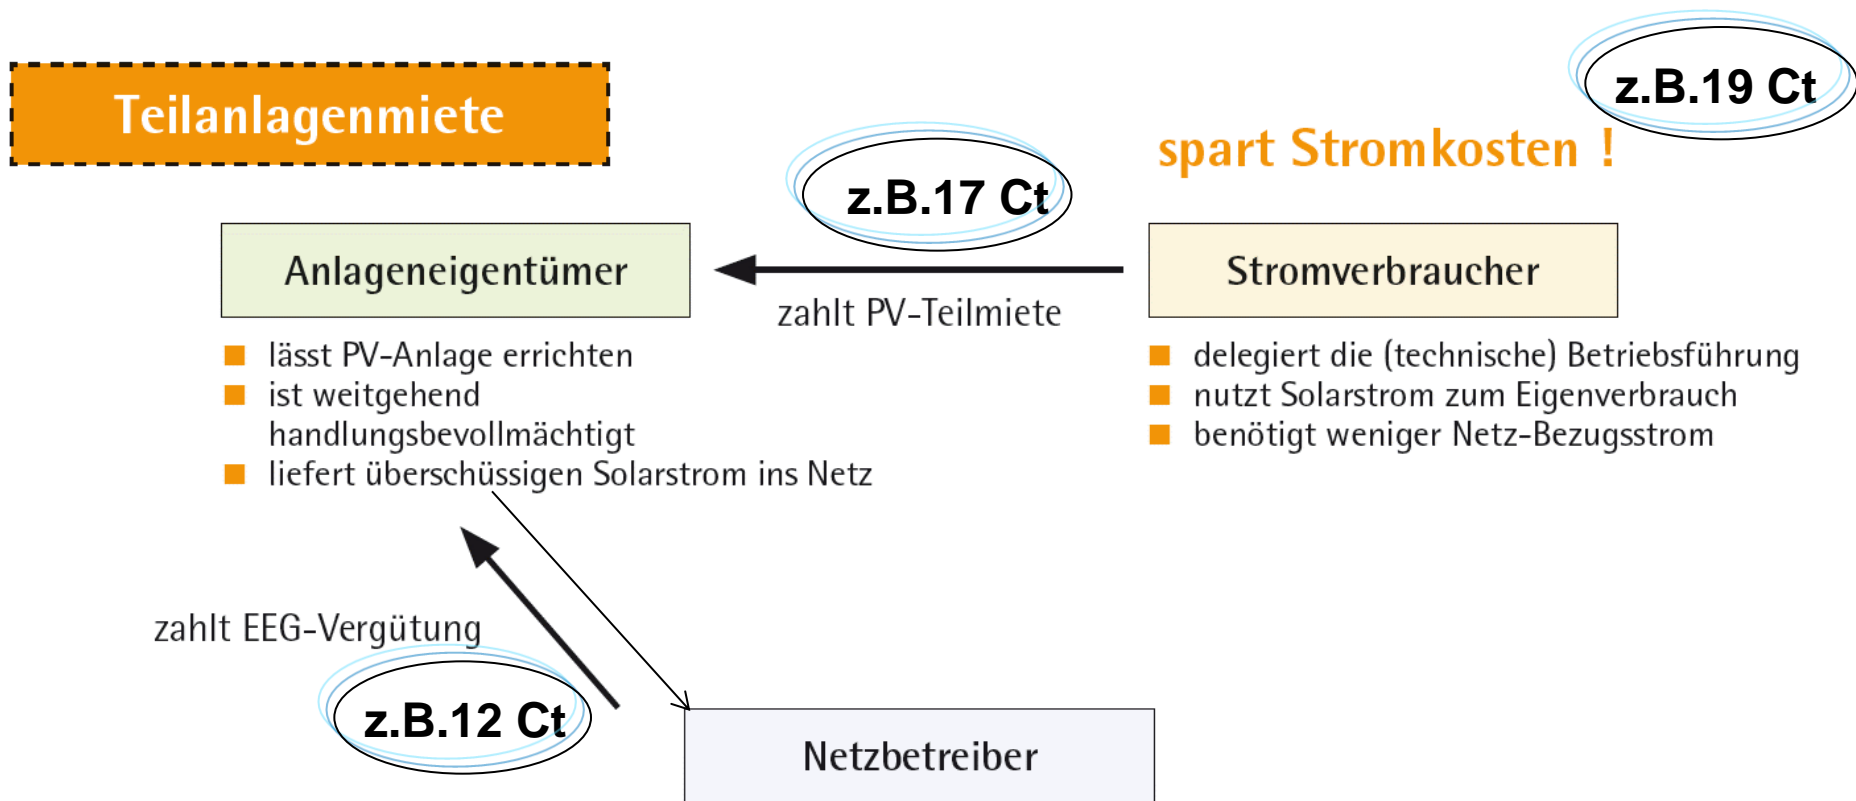 Teilanlagenmiete
z.B.19 Ct
spart Stromkosten !
z.B.17 Ct
Anlageneigentümer
zahlt PV-Teilmiete
Stromverbraucher
lässt PV-Anlage errichten
ist weitgehend
handlungsbevollmächtigt
liefert überschüssigen Solarstrom ins Netz
delegiert die (technische) Betriebsführung
nutzt Solarstrom zum Eigenverbrauch
benötigt weniger Netz-Bezugsstrom
zahlt EEG-Vergütung
z.B.12 Ct
Netzbetreiber